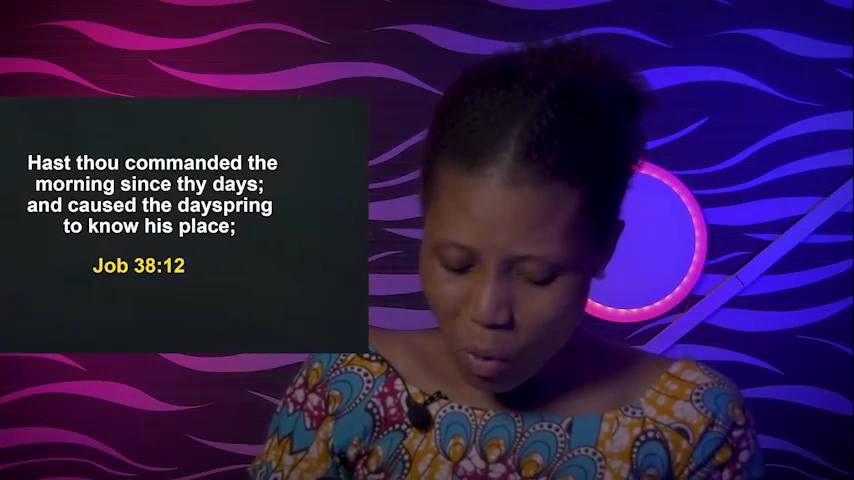 Hast thou commanded the
morning since thy days;
and caused the dayspring
to know his place;
Job 38:12